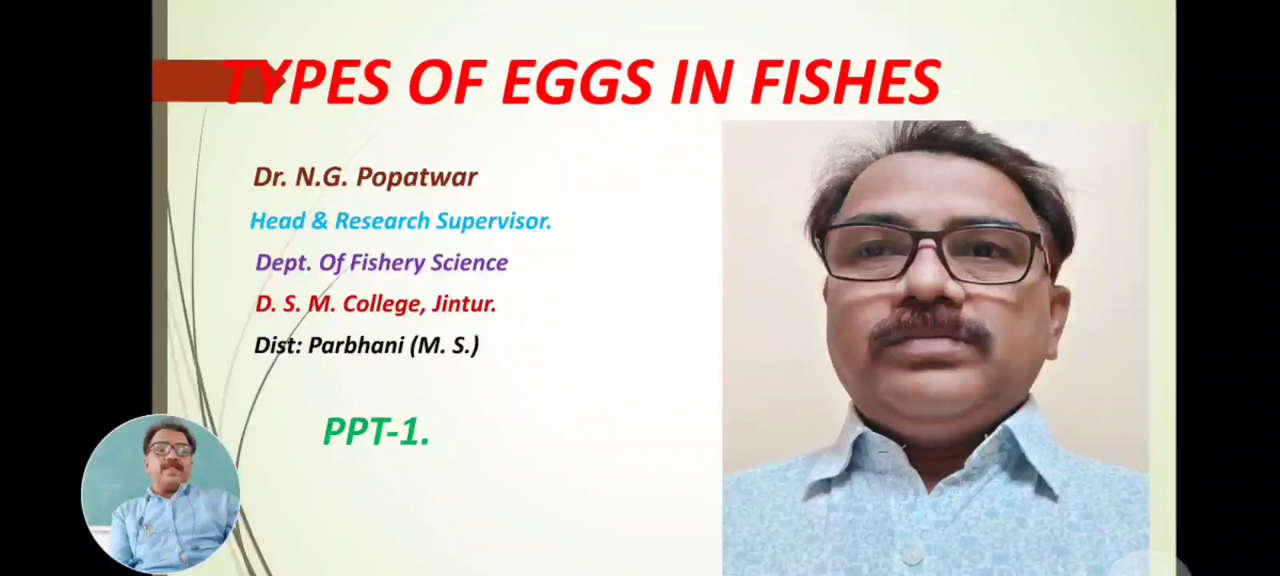 TYPES OF EGGS IN FISHES
Dr. N.G. Popatwar
Head & Research Supervisor.
Dept. Of Fishery Science
D. S. M. College, Jintur.
Dist: Parbhani (M. S.)
PPT-1.